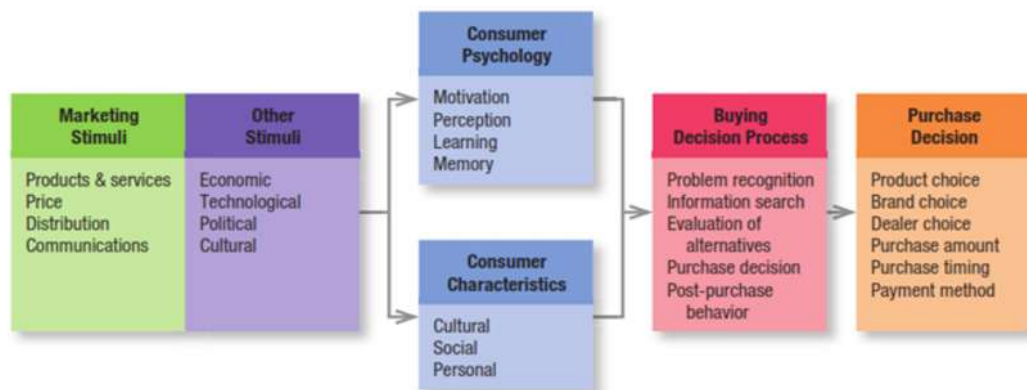 Marketing
Stimuli
Products & services
Price
Distribution
Communications
Other
Stimuli
Economic
Technological
Political
Cultural
Consumer
Psychology
Motivation
Perception
Learning
Memory
Consumer
Characteristics
Cultural
Social
Personal
Buying
Decision Process
Problem recognition
Information search
Evaluation of
alternatives
Purchase decision
Post-purchase
behavior
Purchase
Decision
Product choice
Brand choice
Dealer choice
Purchase amount
Purchase timing
Payment method